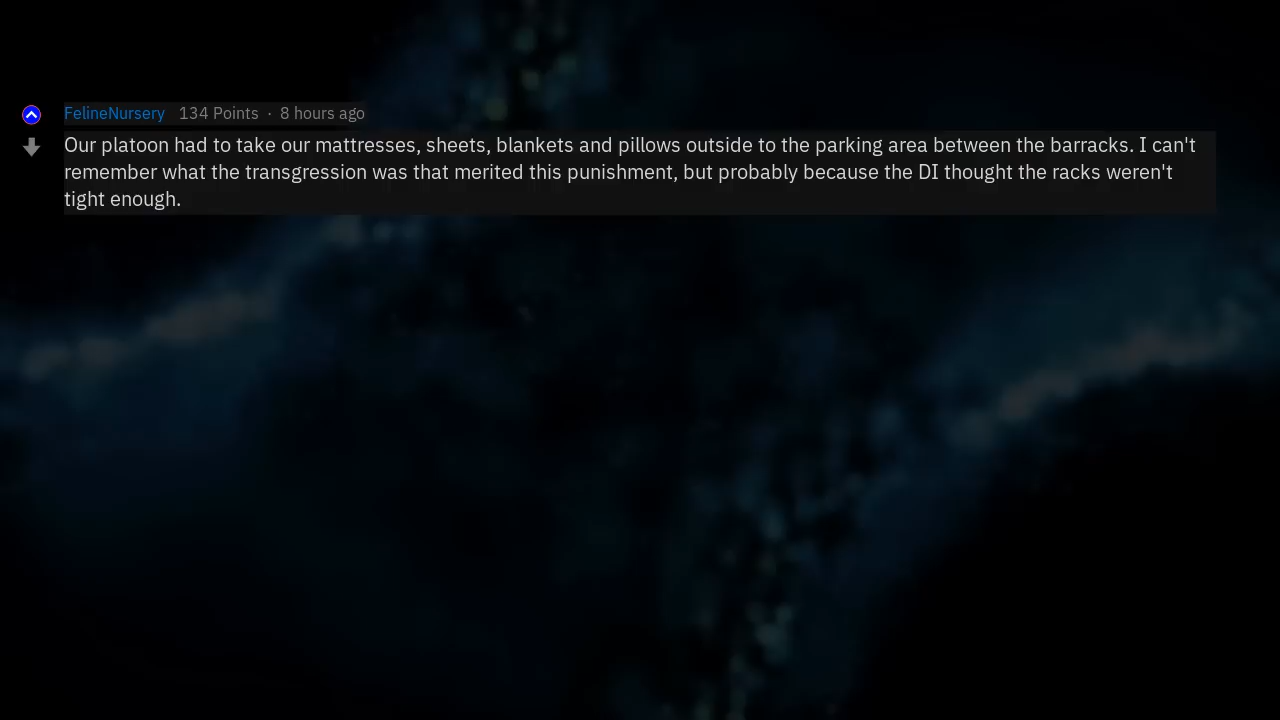 FelineNursery 134 Points · 8 hours ago
Our platoon had to take our mattresses, sheets, blankets and pillows outside to the parking area between the barracks. I can't
remember what the transgression was that merited this punishment, but probably because the DI thought the racks weren't
tight enough.